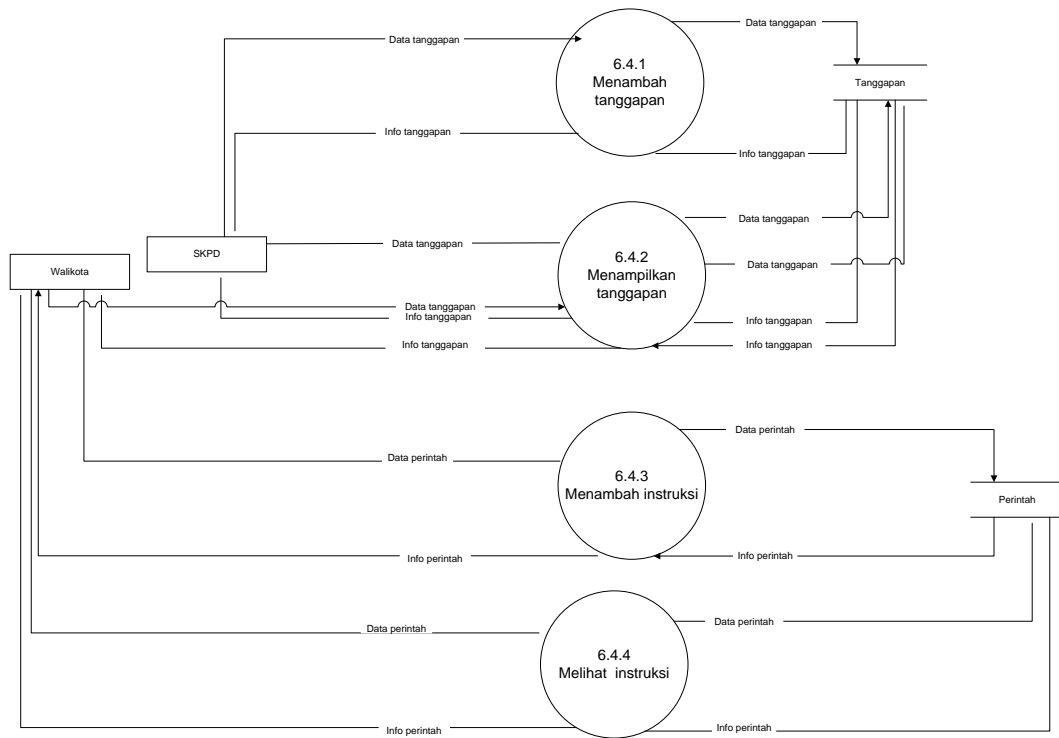 Data tanggapan
Data tanggapan
6.4.1
Menambah
tanggapan
Tanggapan
Info tanggapan
Info tanggapan
Data tanggapan
Data tanggapan
SKPD
6.4.2
Menampilkan
tanggapan
Data tanggapan
Walikota
Data tanggapan
Info tanggapan
Info tanggapan
Info tanggapan
Info tanggapan
Data perintah
Data perintah
6.4.3
Menambah instruksi
Perintah
Info perintah
Info perintah
Data perintah
Data perintah
6.4.4
Melihat instruksi
Info perintah
Info perintah